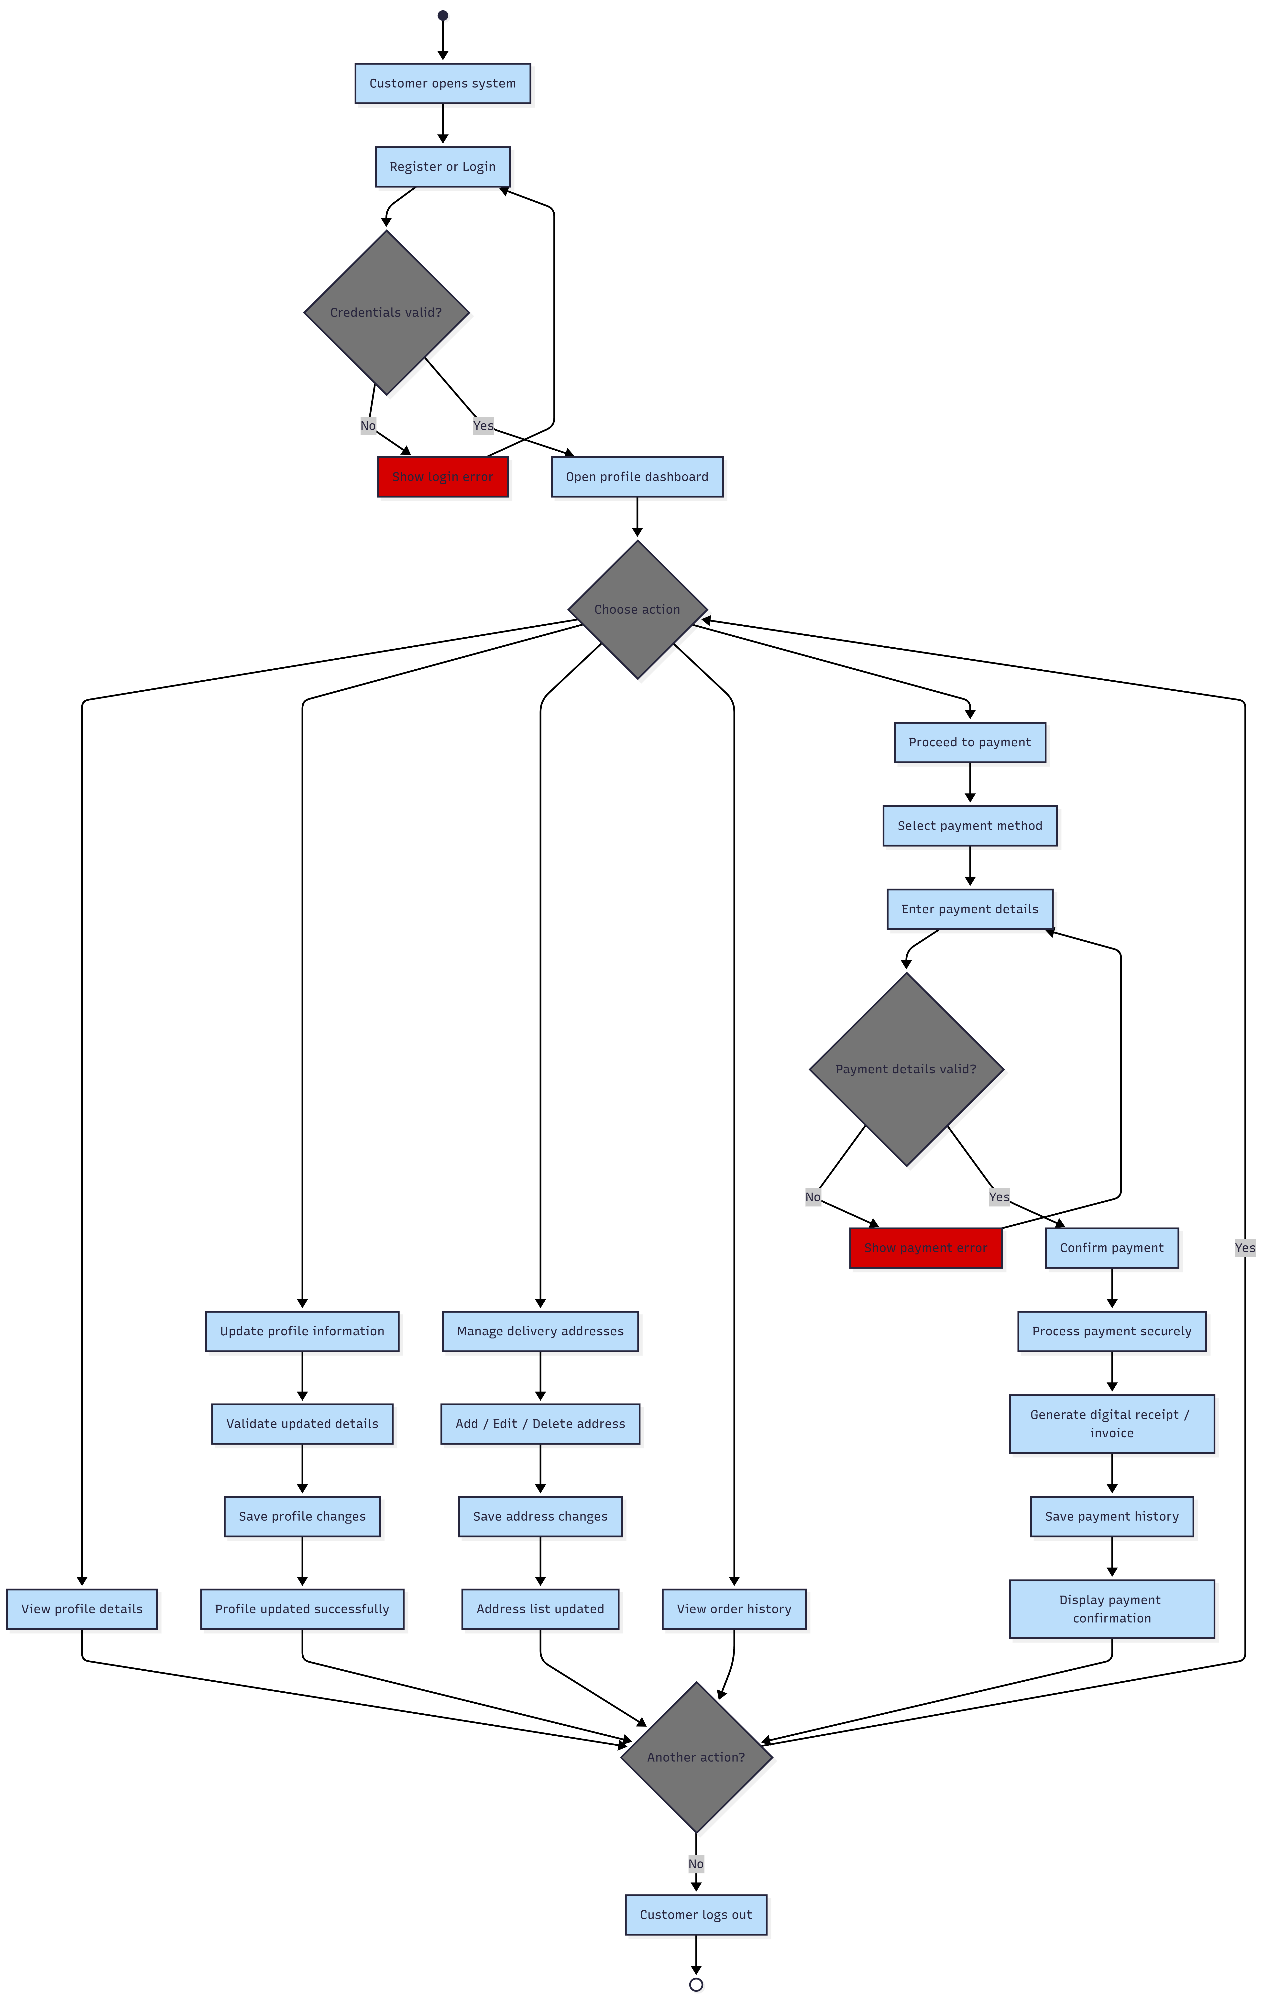 Customer opens system
Register or Login
Credentials valid?
No
Yes
Show login error
Open profile dashboard
Choose action
Proceed to payment
Select payment method
Enter payment details
Payment details valid?
No
Yes
Show payment error
Confirm payment
Yes
Update profile information
Manage delivery addresses
Process payment securely
Validate updated details
Add / Edit / Delete address
Generate digital receipt /
invoice
Save profile changes
Save address changes
Save payment history
View profile details
Profile updated successfully
Address list updated
View order history
Display payment
confirmation
Another action?
No
Customer logs out